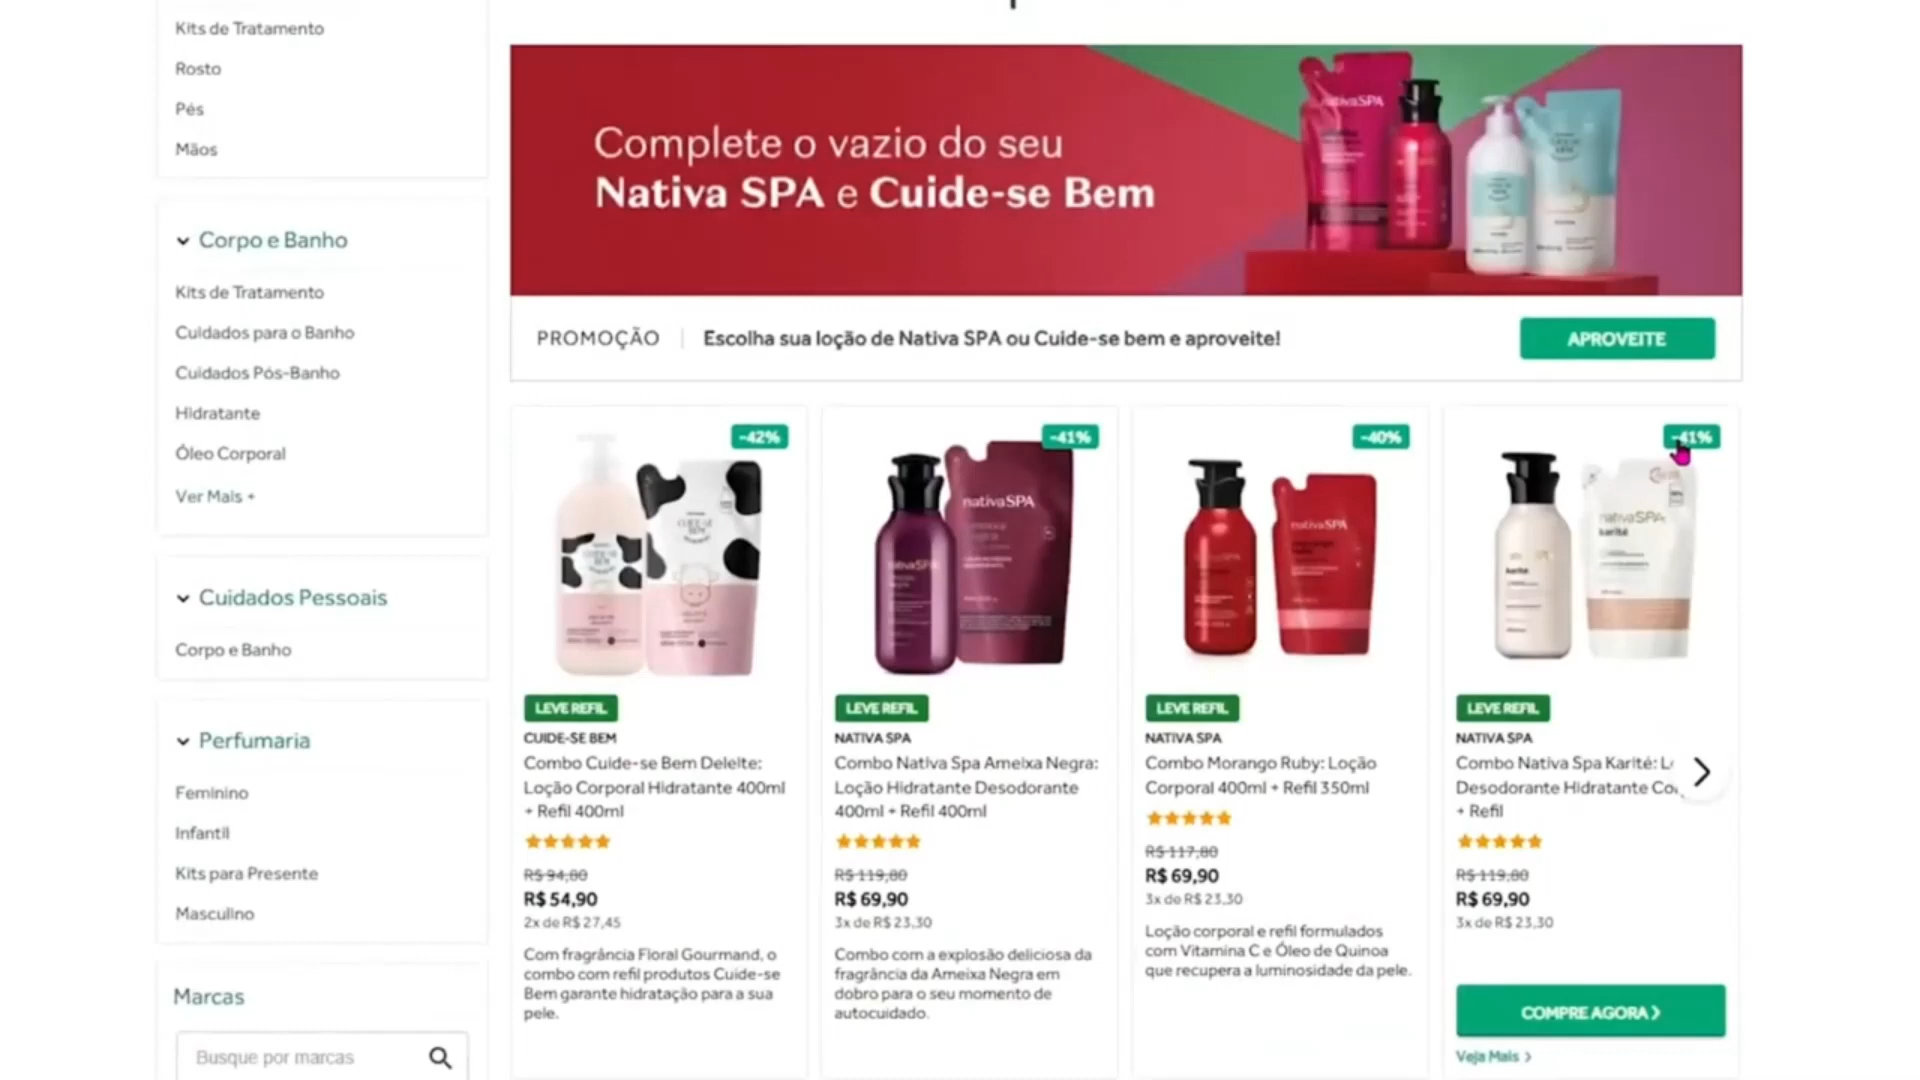 Kits de Tratamento
Rosto
Pés
Mãos
Corpo e Banho
Kits de Tratamento
Cuidados para o Banho
Cuidados Pós-Banho
Hidratante
Óleo Corporal
Ver Mais +
Cuidados Pessoais
Corpo e Banho
Perfumaria
Feminino
Infantil
Kits para Presente
Masculino
Marcas
Busque por marcas
Complete o vazio do seu
Nativa SPA e Cuide-se Bem
PROMOÇÃO
Escolha sua loção de Nativa SPA ou Cuide-se bem e aproveite!
APROVEITE
-42%
LEVE REFIL
CUIDE-SE BEM
Combo Cuide-se Bem Deleite:
Loção Corporal Hidratante 400ml
+ Refil 400ml
R$ 94,80
R$ 54,90
2x de R$ 27,45
Com fragrância Floral Gourmand, o
combo com refil produtos Cuide-se
Bem garante hidratação para a sua
pele.
-41%
nativaSPA
LEVE REFIL
NATIVA SPA
Combo Nativa Spa Ameixa Negra:
Loção Hidratante Desodorante
400ml + Refil 400ml
R$ 119,80
R$ 69,90
3x de R$ 23,30
Combo com a explosão deliciosa da
fragrância da Ameixa Negra em
dobro para o seu momento de
autocuidado.
-40%
nativaSPA
LEVE REFIL
NATIVA SPA
Combo Morango Ruby: Loção
Corporal 400ml + Refil 350ml
R$ 117,80
R$ 69,90
3x de R$ 23,30
Loção corporal e refil formulados
com Vitamina C e Óleo de Quinoa
que recupera a luminosidade da pele.
-41%
nativaSPA
karité
karité
LEVE REFIL
NATIVA SPA
Combo Nativa Spa Karité:
Desodorante Hidratante
+ Refil
R$ 119,80
R$ 69,90
3x de R$ 23,30
COMPRE AGORA
Veja Mais